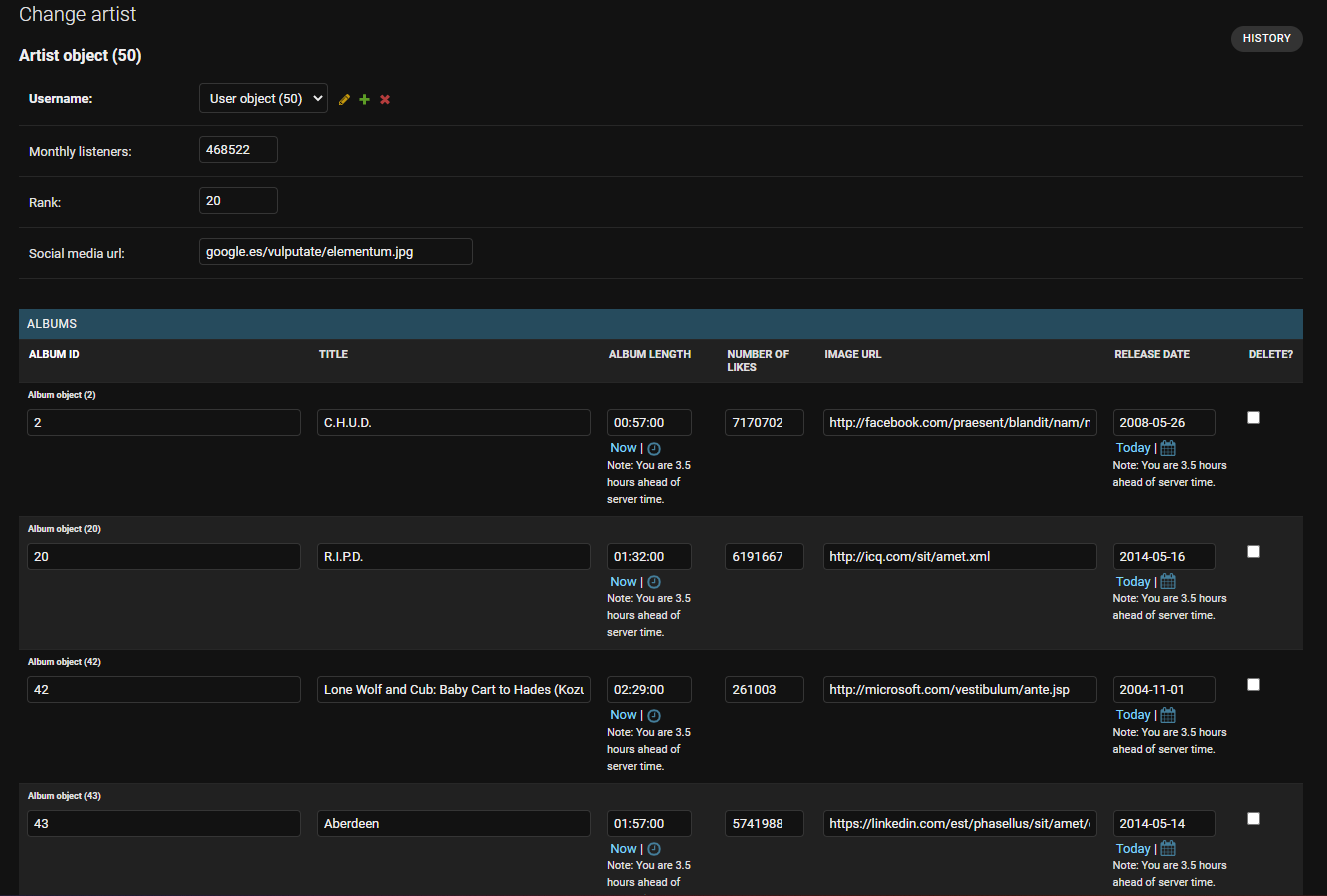 Change artist
HISTORY
Artist object (50)
Username: User object (50)
Monthly listeners: 468522
Rank: 20
Social media url: google.es/vulputate/elementum.jpg
ALBUMS
ALBUM ID TITLE ALBUM LENGTH NUMBER OF IMAGE URL RELEASE DATE DELETE?
LIKES
Album object (2)
2 C.H.U.D. 00:57:00 7170702 http://facebook.com/praesent/blandit/nam/ 2008-05-26
Now | Today |
Note: You are 3.5 Note: You are 3.5 hours
hours ahead of ahead of server time.
server time.
Album object (20)
20 R.I.P.D. 01:32:00 6191667 http://icq.com/sit/amet.xml 2014-05-16
Now | Today |
Note: You are 3.5 Note: You are 3.5 hours
hours ahead of ahead of server time.
server time.
Album object (42)
42 Lone Wolf and Cub: Baby Cart to Hades (Kozu 02:29:00 261003 http://microsoft.com/vestibulum/ante.jsp 2004-11-01
Now | Today |
Note: You are 3.5 Note: You are 3.5 hours
hours ahead of ahead of server time.
server time.
Album object (43)
43 Aberdeen 01:57:00 5741988 https://linkedin.com/est/phasellus/sit/amet/ 2014-05-14
Now | Today |
Note: You are 3.5 Note: You are 3.5 hours
hours ahead of ahead of server time.